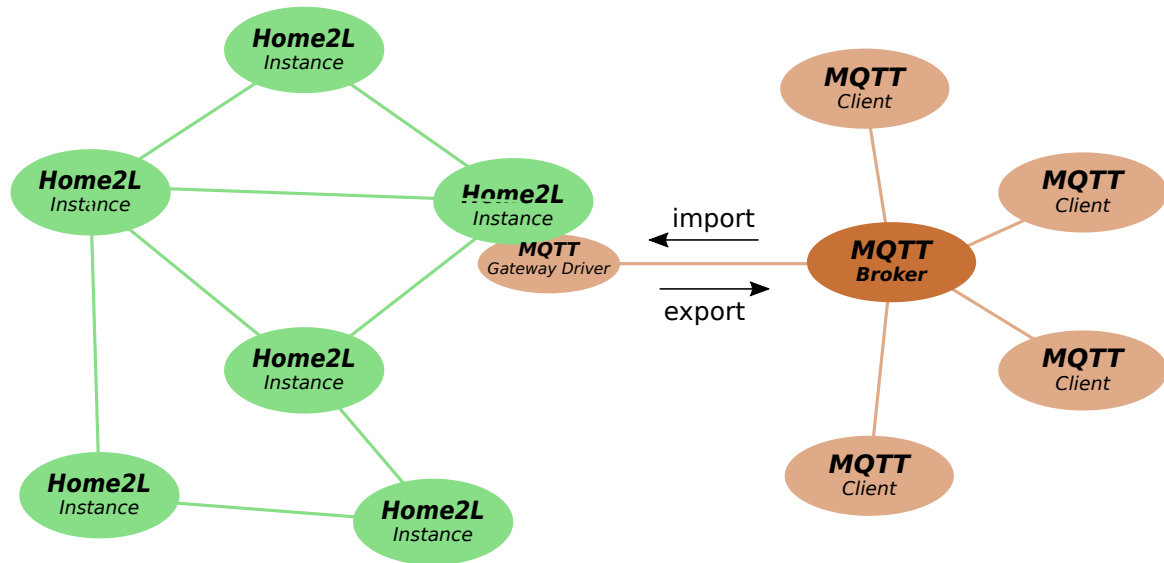 Home2L
Instance
MQTT
Client
Home2L
Instance
Home2L
Instance
MQTT
Client
import
MQTT
Gateway Driver
MQTT
Broker
export
Home2L
Instance
MQTT
Client
Home2L
Instance
MQTT
Client
Home2L
Instance